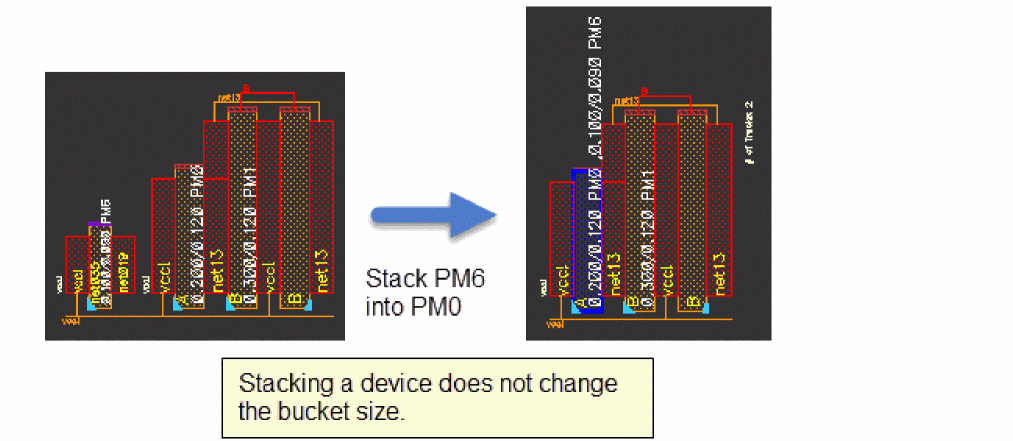 B
net13
0.100/0.090 PM6
0.200/0.120 PM0
0.300/0.120 PM1
vccl
vccl
net019
vccl
net13
vccl
net13
A
B
B
vccl
Stack PM6
into PM0
B
net13
0.200/0.120 PM0 ,0.100/0.090 PM6
0.300/0.120 PM1
# of Tracks 2
vccl
vccl
net13
vccl
net13
A
B
B
vccl
Stacking a device does not change
the bucket size.